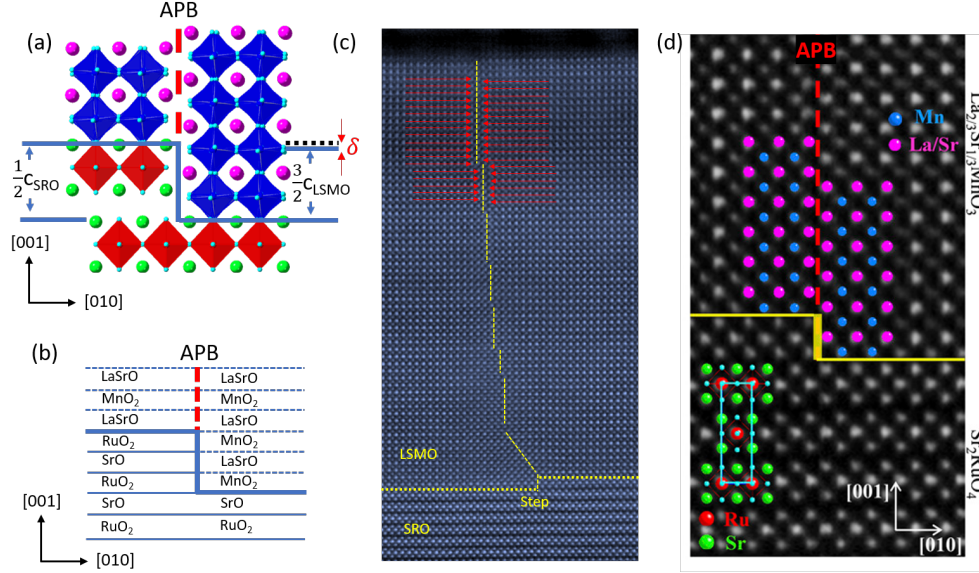 APB
(a)
1/2 c_SRO
δ
3/2 c_LSMO
[001]
[010]
(b)
APB
LaSrO LaSrO
MnO₂ MnO₂
LaSrO LaSrO
RuO₂ MnO₂
SrO LaSrO
RuO₂ MnO₂
SrO SrO
RuO₂ RuO₂
[001]
[010]
(c)
LSMO
Step
SRO
(d)
APB
Mn
La/Sr
La₂/₃Sr₁/₃MnO₃
Sr₂RuO₄
[001]
[010]
Ru
Sr